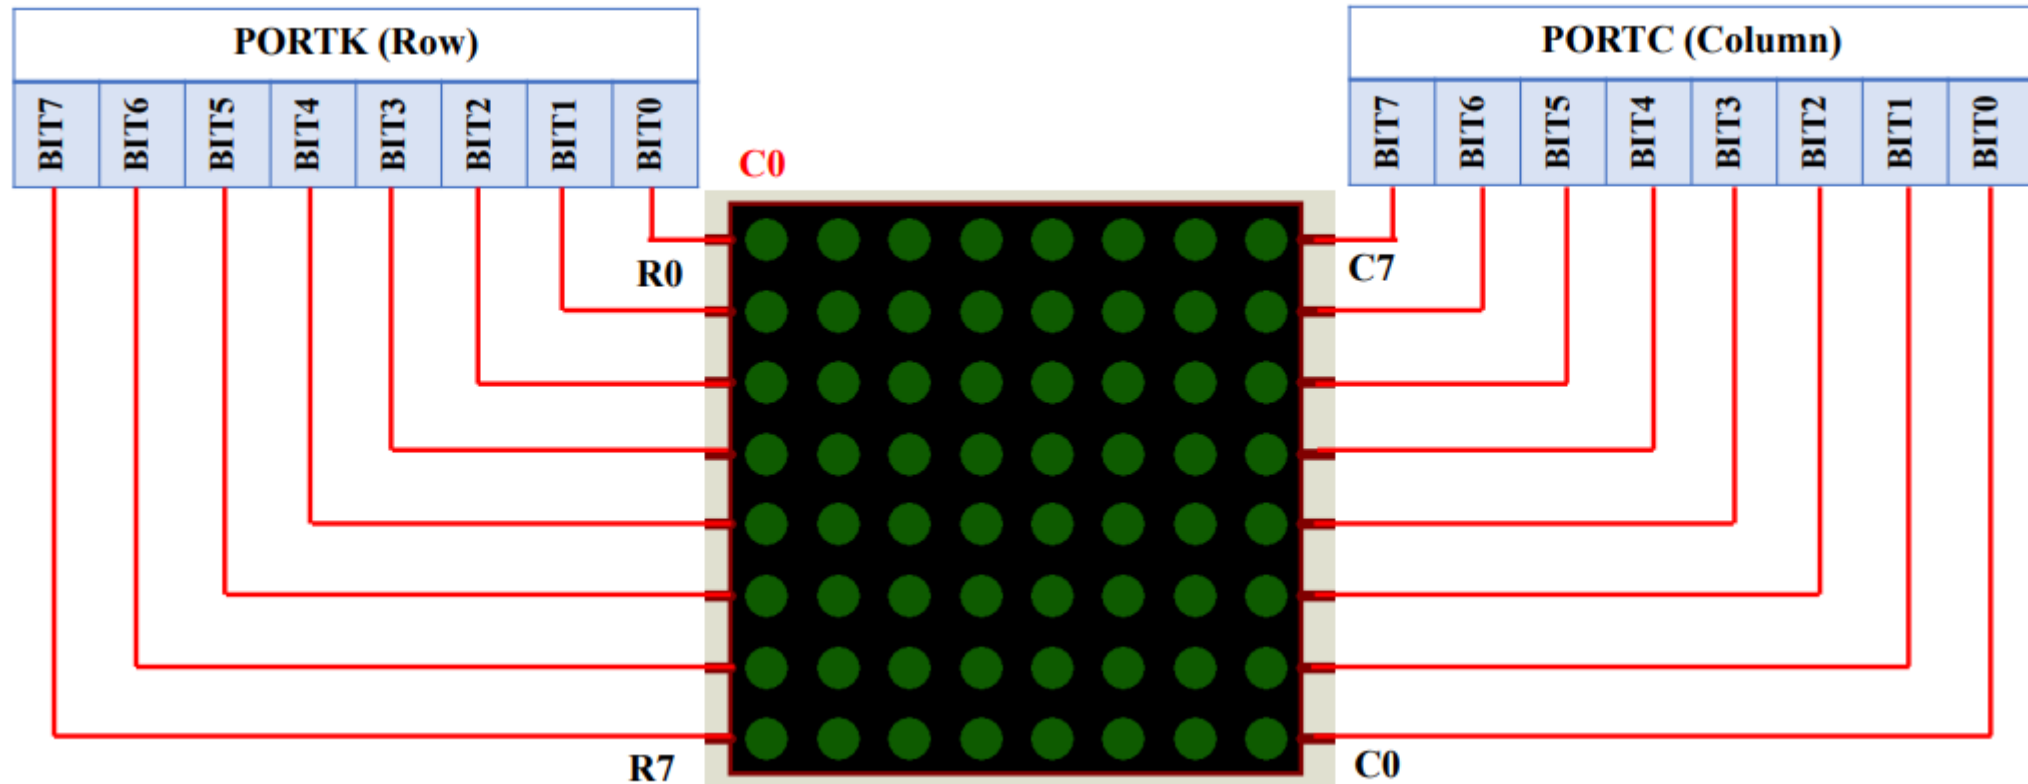 PORTK (Row)
BIT7 BIT6 BIT5 BIT4 BIT3 BIT2 BIT1 BIT0
PORTC (Column)
BIT7 BIT6 BIT5 BIT4 BIT3 BIT2 BIT1 BIT0
C0
R0
C7
R7
C0